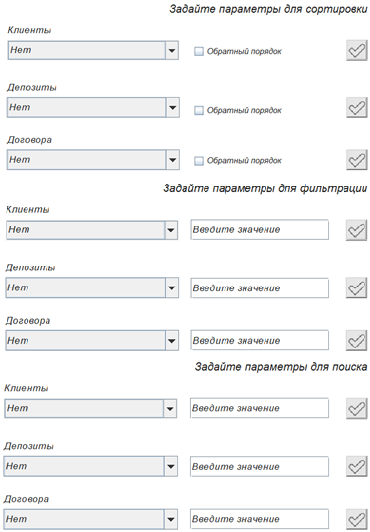 Задайте параметры для сортировки
Клиенты
Нет Обратный порядок
Депозиты
Нет Обратный порядок
Договора
Нет Обратный порядок
Задайте параметры для фильтрации
Клиенты
Нет Введите значение
Депозиты
Нет Введите значение
Договора
Нет Введите значение
Задайте параметры для поиска
Клиенты
Нет Введите значение
Депозиты
Нет Введите значение
Договора
Нет Введите значение